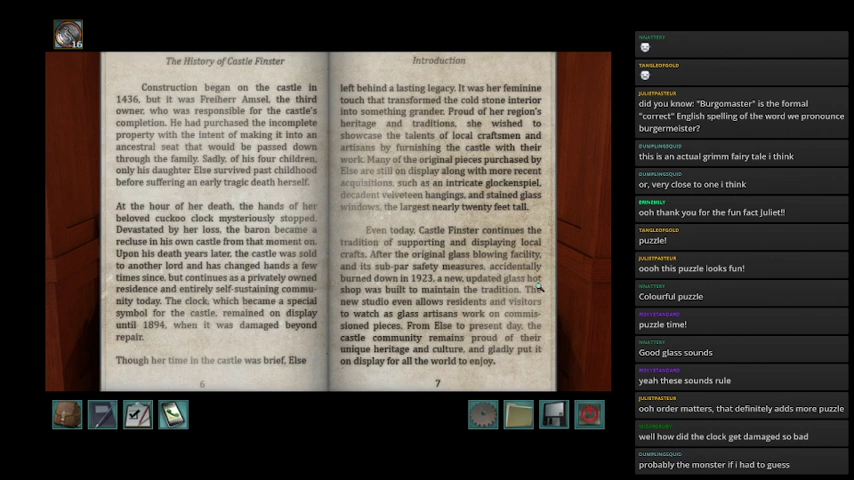 16
The History of Castle Finster
Construction began on the castle in
1436, but it was Freiherr Amsel, the third
owner, who was responsible for the castle's
completion. He had purchased the incomplete
property with the intent of making it into an
ancestral seat that would be passed down
through the family. Sadly, of his four children,
only his daughter Else survived past childhood
before suffering an early tragic death herself.
At the hour of her death, the hands of her
beloved cuckoo clock mysteriously stopped.
Devastated by her loss, the baron became a
recluse in his own castle from that moment on.
Upon his death years later, the castle was sold
to another lord and has changed hands a few
times since, but continues as a privately owned
residence and entirely self-sustaining commu-
nity today. The clock, which became a special
symbol for the castle, remained on display
until 1894, when it was damaged beyond
repair.
Though her time in the castle was brief, Else
6
Introduction
left behind a lasting legacy. It was her feminine
touch that transformed the cold stone interior
into something grander. Proud of her region's
heritage and traditions, she wished to
showcase the talents of local craftsmen and
artisans by furnishing the castle with their
work. Many of the original pieces purchased by
Else are still on display along with more recent
acquisitions, such as an intricate glockenspiel,
decadent velveteen hangings, and stained glass
windows, the largest nearly twenty feet tall.
Even today, Castle Finster continues the
tradition of supporting and displaying local
crafts. After the original glass blowing facility,
and its sub-par safety measures, accidentally
burned down in 1923, a new, updated glass hot
shop was built to maintain the tradition. The
new studio even allows residents and visitors
to watch as glass artisans work on commis-
sioned pieces. From Else to present day, the
castle community remains proud of their
unique heritage and culture, and gladly put it
on display for all the world to enjoy.
7
TANGLEOFGOLD
JULIETPASTEUR
did you know: "Burgomaster" is the formal
"correct" English spelling of the word we pronounce
burgermeister?
DUMPLINGSQUID
this is an actual grimm fairy tale i think
DUMPLINGSQUID
or, very close to one i think
ooh thank you for the fun fact Juliet!!
TANGLEOFGOLD
puzzle!
JULIETPASTEUR
oooh this puzzle looks fun!
Colourful puzzle
puzzle time!
Good glass sounds
yeah these sounds rule
JULIETPASTEUR
ooh order matters, that definitely adds more puzzle
well how did the clock get damaged so bad
DUMPLINGSQUID
probably the monster if i had to guess